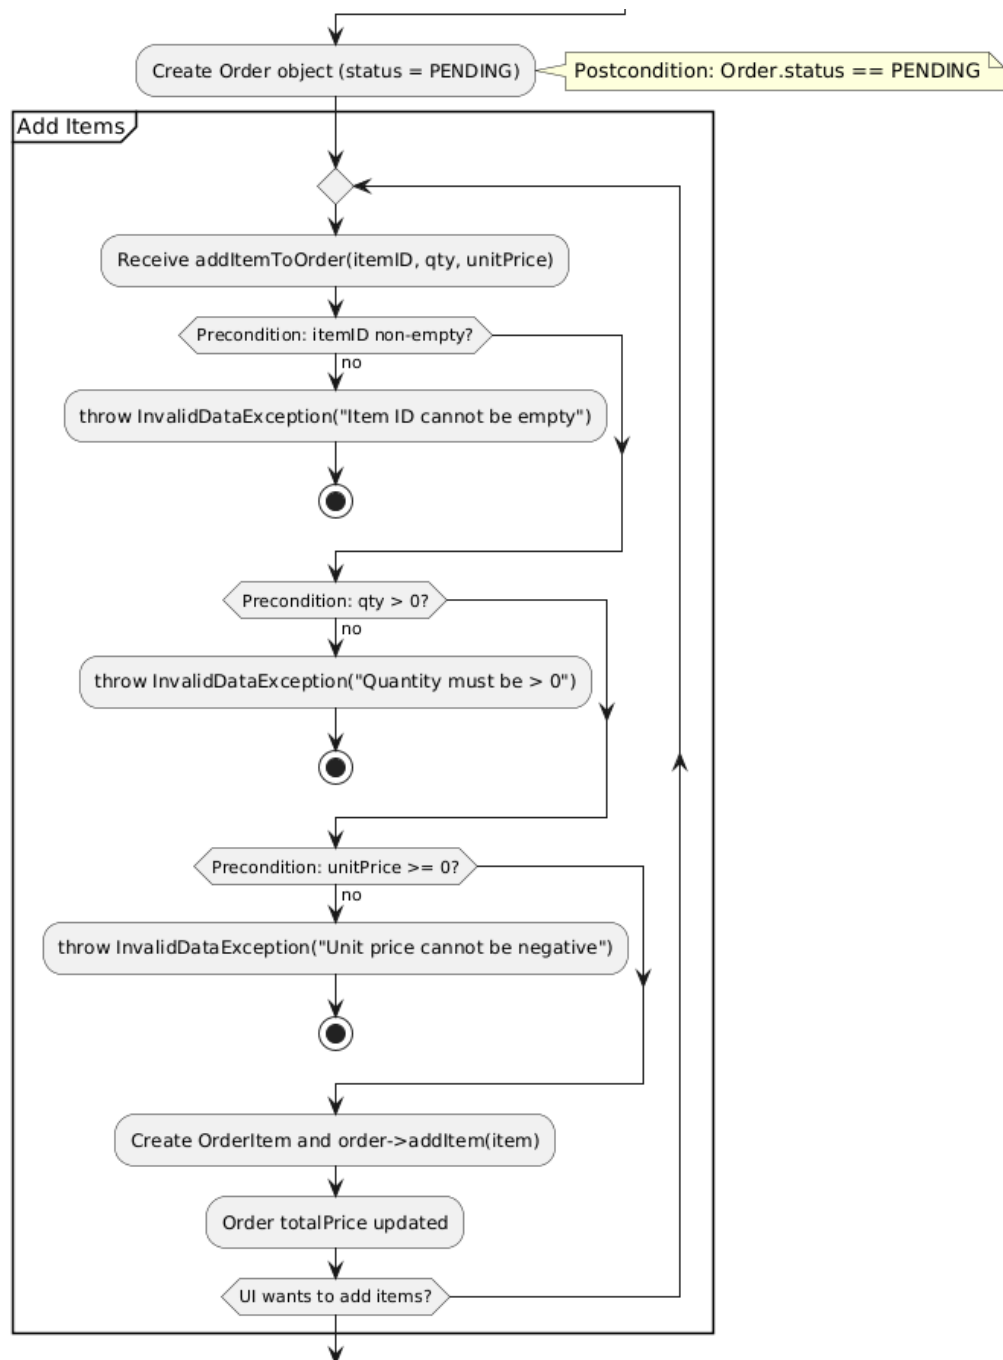 Create Order object (status = PENDING)
Postcondition: Order.status == PENDING
Add Items
Receive addItemToOrder(itemID, qty, unitPrice)
Precondition: itemID non-empty?
no
throw InvalidDataException("Item ID cannot be empty")
Precondition: qty > 0?
no
throw InvalidDataException("Quantity must be > 0")
Precondition: unitPrice >= 0?
no
throw InvalidDataException("Unit price cannot be negative")
Create OrderItem and order->addItem(item)
Order totalPrice updated
UI wants to add items?